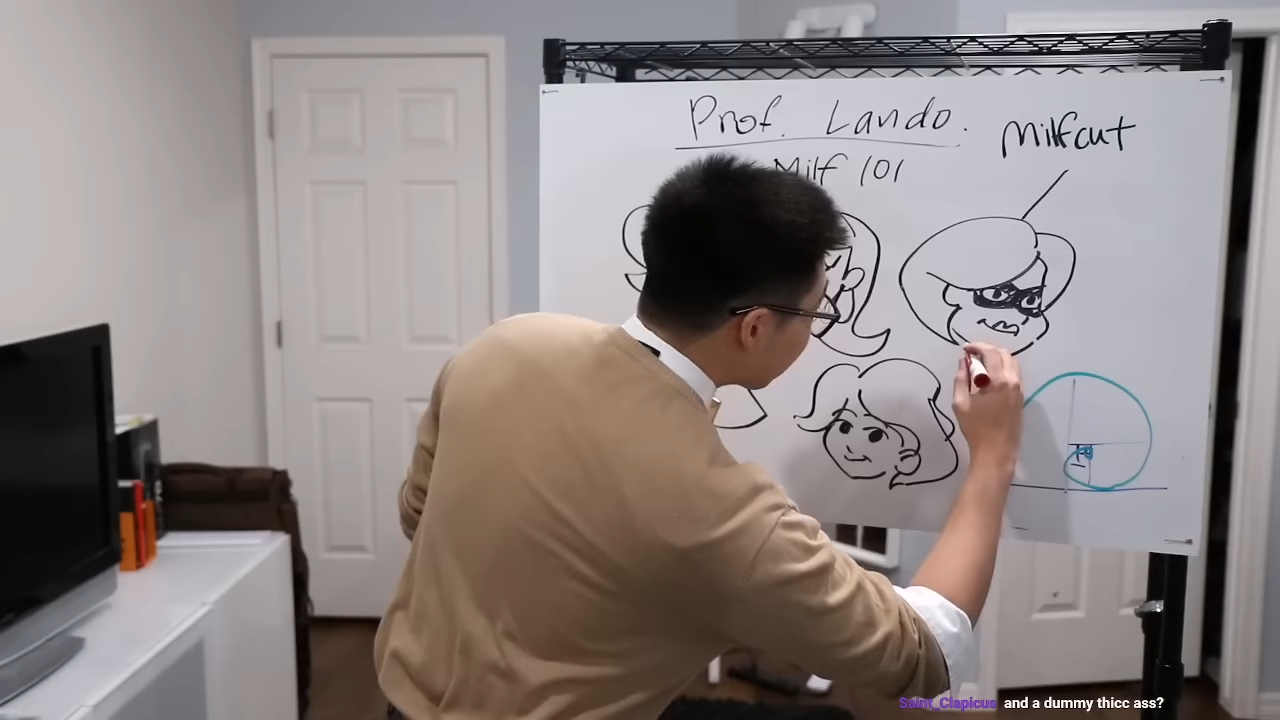 Prof. Lando.
Milfcut
Milf 101
Saint_Clapicus and a dummy thicc ass?